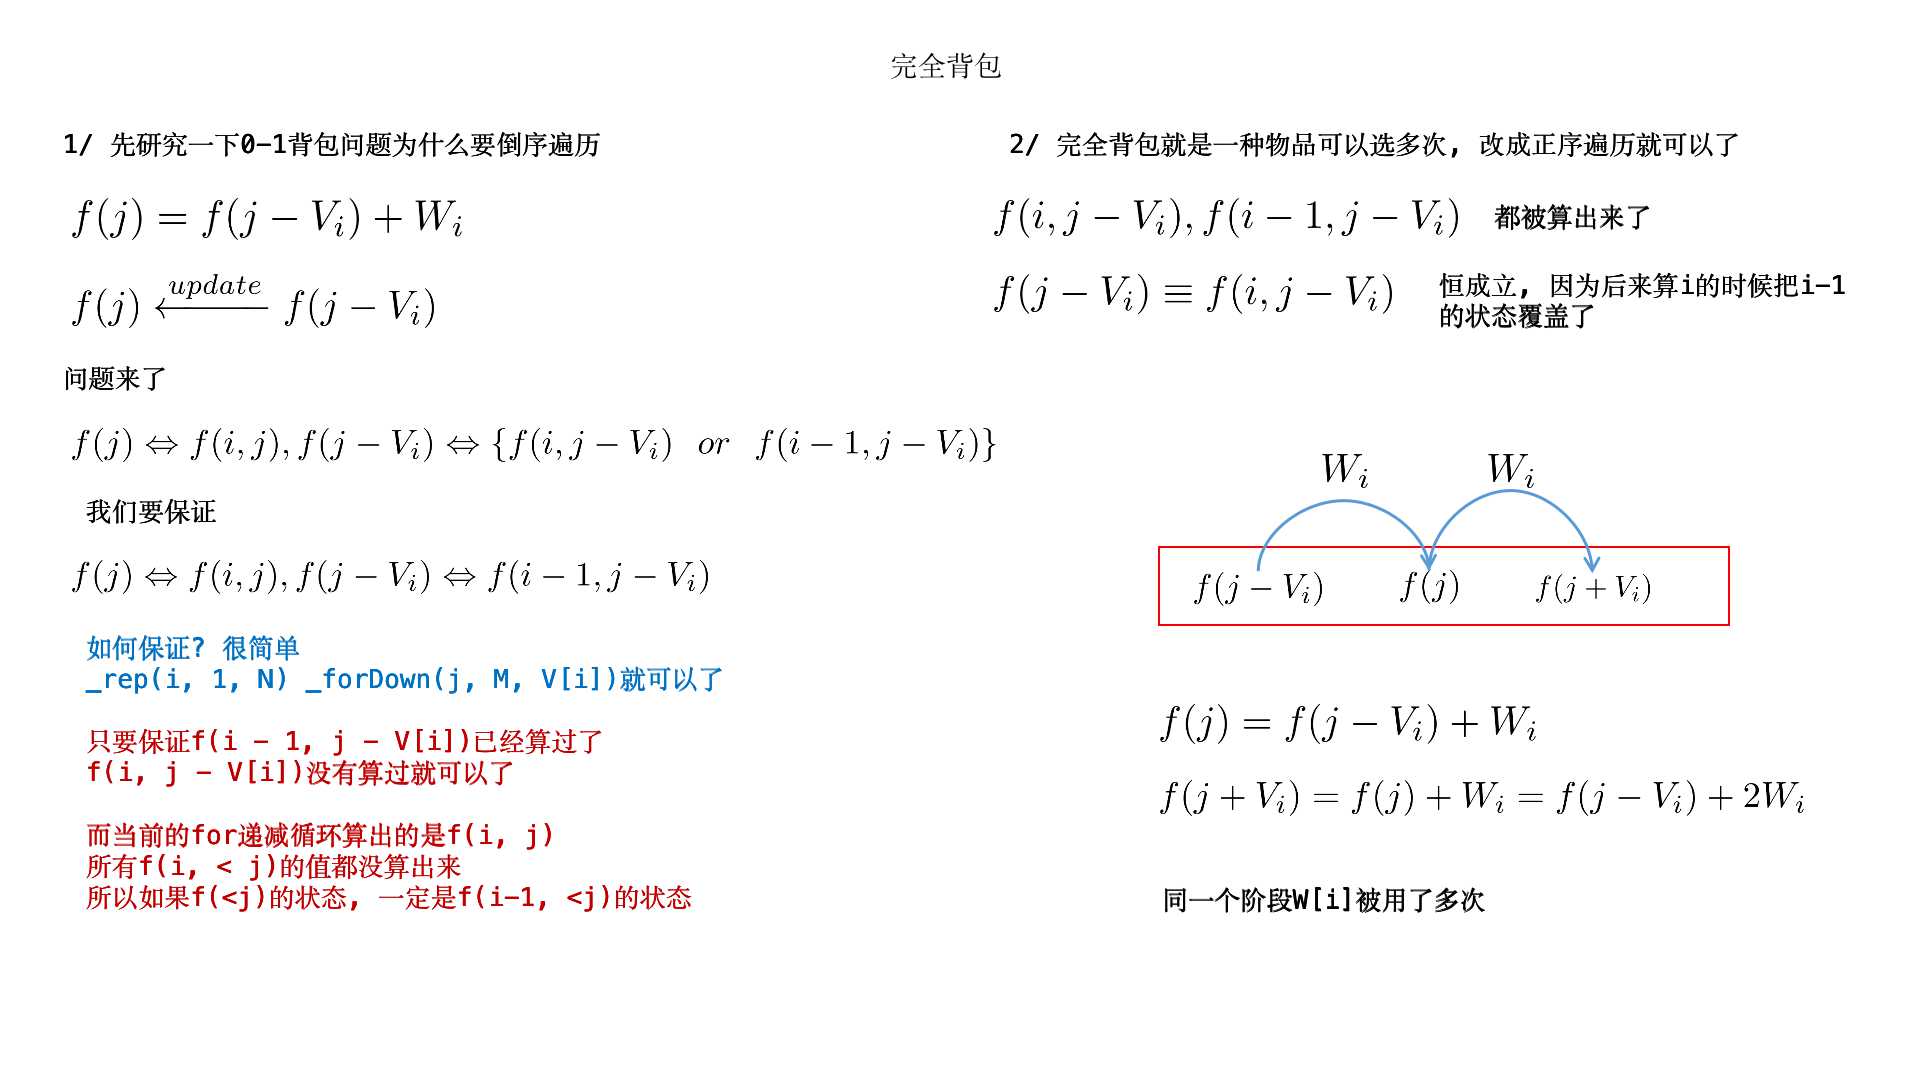 完全背包
1/ 先研究一下0-1背包问题为什么要倒序遍历
f(j) = f(j − V_i) + W_i
f(j) \xleftarrow{update} f(j − V_i)
问题来了
f(j) ⇔ f(i, j), f(j − V_i) ⇔ {f(i, j − V_i) or f(i − 1, j − V_i)}
我们要保证
f(j) ⇔ f(i, j), f(j − V_i) ⇔ f(i − 1, j − V_i)
如何保证? 很简单
_rep(i, 1, N) _forDown(j, M, V[i])就可以了
只要保证f(i - 1, j - V[i])已经算过了
f(i, j - V[i])没有算过就可以了
而当前的for递减循环算出的是f(i, j)
所有f(i, < j)的值都没算出来
所以如果f(<j)的状态, 一定是f(i-1, <j)的状态
2/ 完全背包就是一种物品可以选多次, 改成正序遍历就可以了
f(i, j − V_i), f(i − 1, j − V_i) 都被算出来了
f(j − V_i) ≡ f(i, j − V_i) 恒成立, 因为后来算i的时候把i-1
的状态覆盖了
W_i W_i
f(j − V_i) f(j) f(j + V_i)
f(j) = f(j − V_i) + W_i
f(j + V_i) = f(j) + W_i = f(j − V_i) + 2W_i
同一个阶段W[i]被用了多次